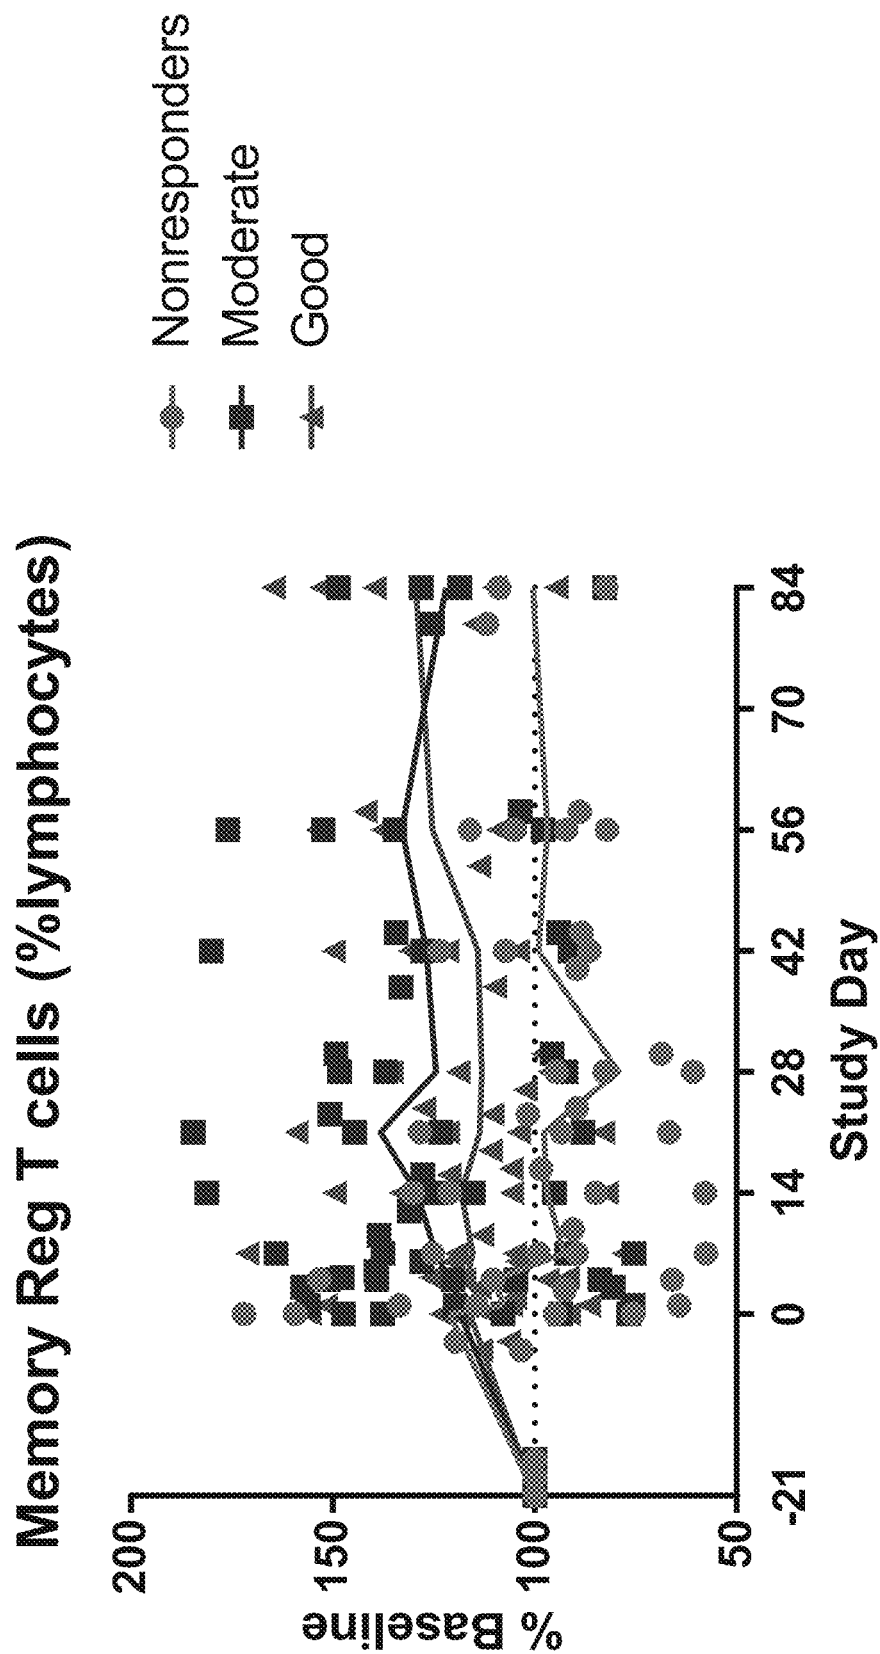 Memory Reg T cells (%lymphocytes)
Nonresponders
Moderate
Good
% Baseline
200
150
100
50
-21
0
14
28
42
56
70
84
Study Day